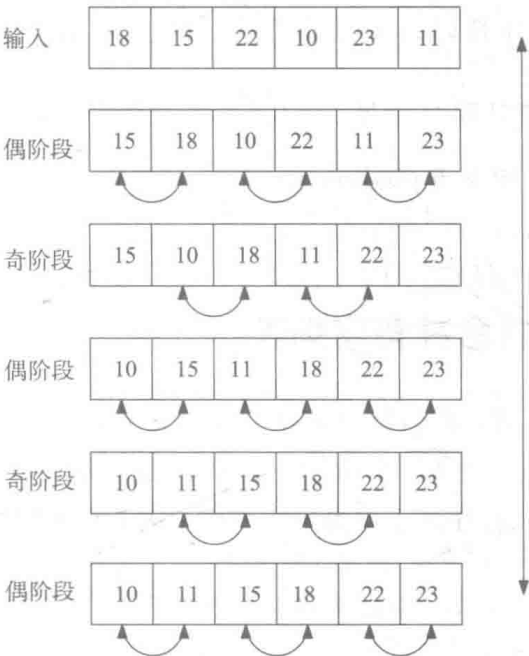 输入 18 15 22 10 23 11
偶阶段 15 18 10 22 11 23
奇阶段 15 10 18 11 22 23
偶阶段 10 15 11 18 22 23
奇阶段 10 11 15 18 22 23
偶阶段 10 11 15 18 22 23